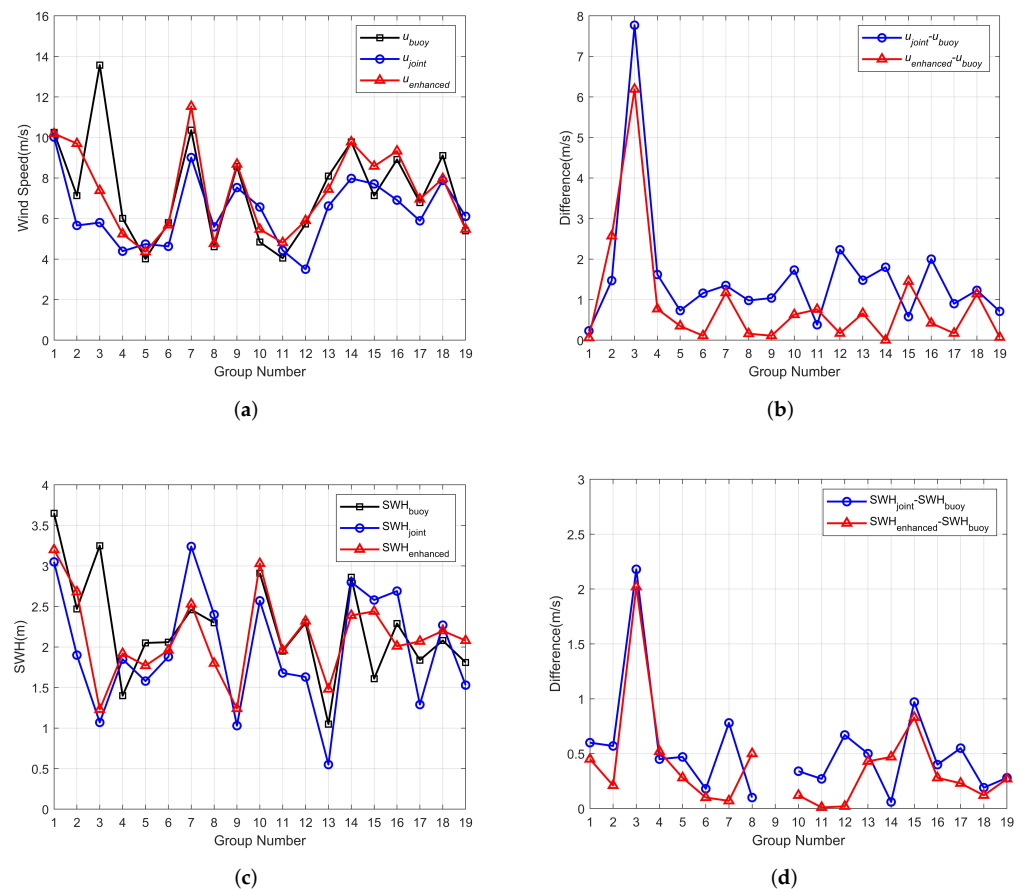 16
14
12
10
8
6
4
2
0
Wind Speed(m/s)
u_buoy
u_joint
u_enhanced
1 2 3 4 5 6 7 8 9 10 11 12 13 14 15 16 17 18 19
Group Number
(a)
8
7
6
5
4
3
2
1
0
Difference(m/s)
u_joint-u_buoy
u_enhanced-u_buoy
1 2 3 4 5 6 7 8 9 10 11 12 13 14 15 16 17 18 19
Group Number
(b)
4
3.5
3
2.5
2
1.5
1
0.5
0
SWH(m)
SWH_buoy
SWH_joint
SWH_enhanced
1 2 3 4 5 6 7 8 9 10 11 12 13 14 15 16 17 18 19
Group Number
(c)
3
2.5
2
1.5
1
0.5
0
Difference(m/s)
SWH_joint-SWH_buoy
SWH_enhanced-SWH_buoy
1 2 3 4 5 6 7 8 9 10 11 12 13 14 15 16 17 18 19
Group Number
(d)